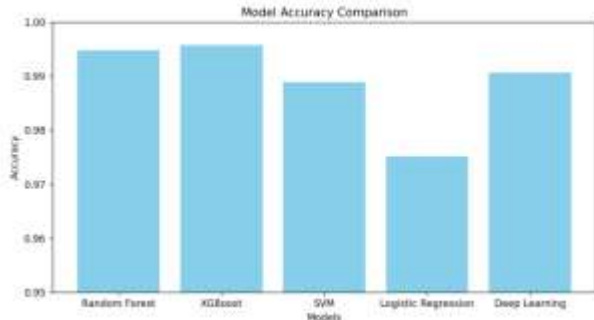 Model Accuracy Comparison
1.00
0.99
0.98
0.97
0.96
0.95
Accuracy
Random Forest
XGBoost
SVM
Logistic Regression
Deep Learning
Models